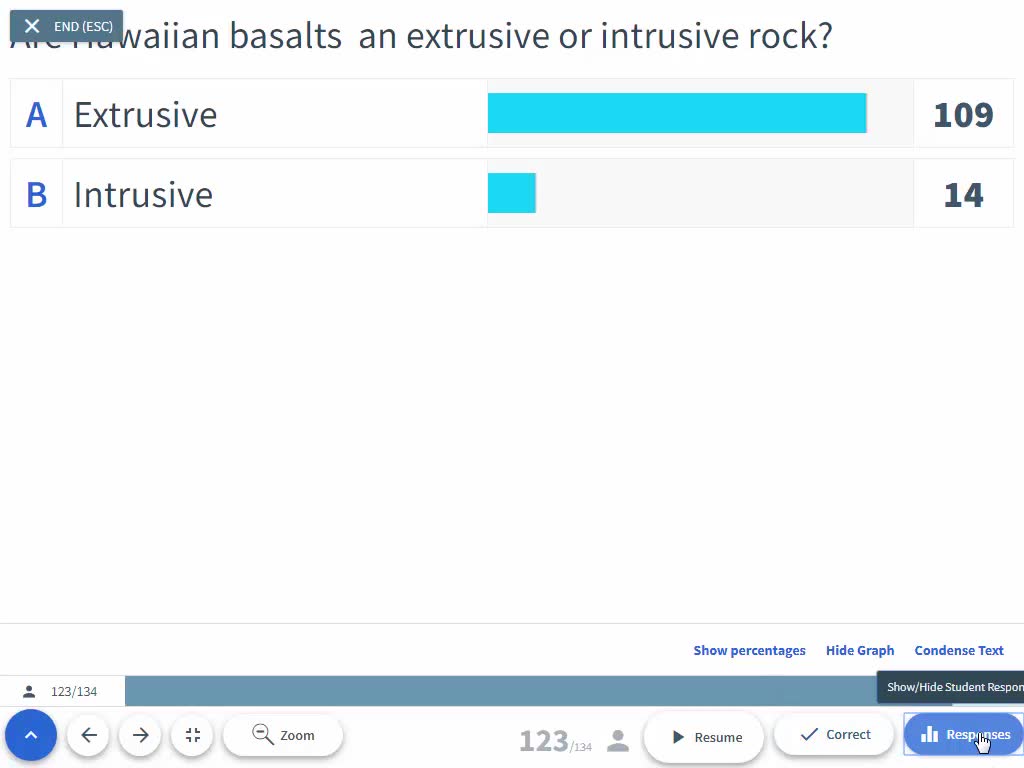 END (ESC)
Hawaiian basalts an extrusive or intrusive rock?
A Extrusive 109
B Intrusive 14
Show percentages Hide Graph Condense Text
123/134
Show/Hide Student Respon
Zoom 123/134 Resume Correct Responses